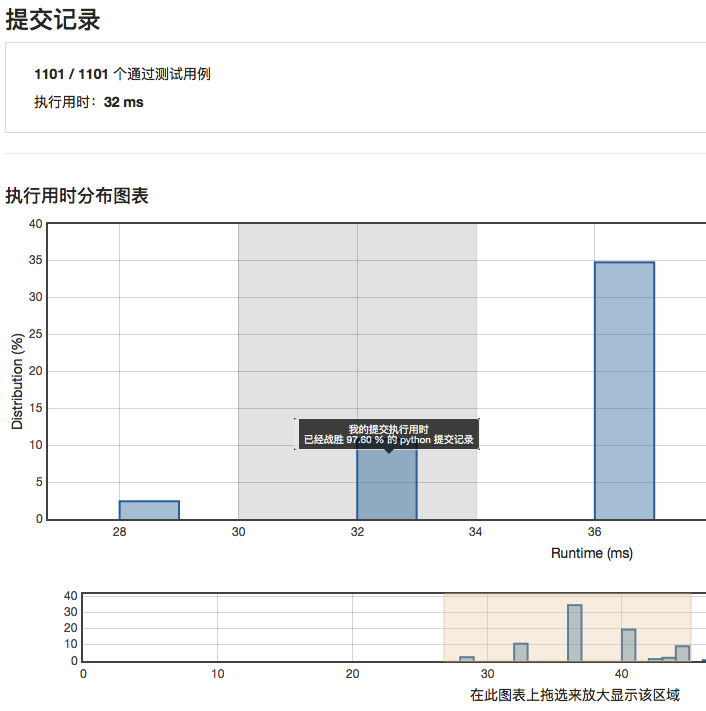 提交记录
1101 / 1101 个通过测试用例
执行用时：32 ms
执行用时分布图表
40
35
30
25
20
15
10
5
0
Distribution (%)
我的提交执行用时
已经战胜 97.60 % 的 python 提交记录
28 30 32 34 36
Runtime (ms)
40
30
20
10
0
0 10 20 30 40
在此图表上拖选来放大显示该区域